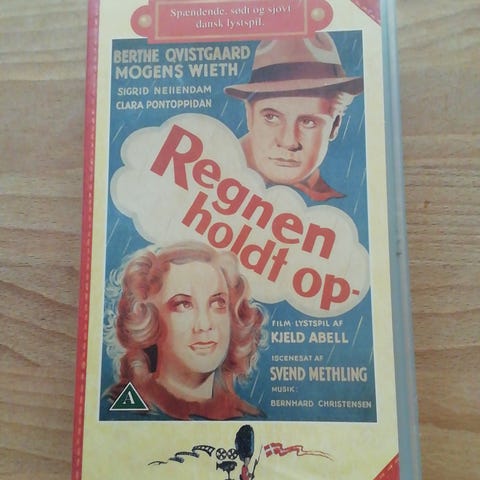 Spændende, sødt og sjovt
dansk lystspil.
BERTHE QVISTGAARD
MOGENS WIETH
SIGRID NEIIENDAM
CLARA PONTOPPIDAN
Regnen
holdt op-
FILM-LYSTSPIL AF
KJELD ABELL
ISCENESAT AF
SVEND METHLING
MUSIK:
BERNHARD CHRISTENSEN
A